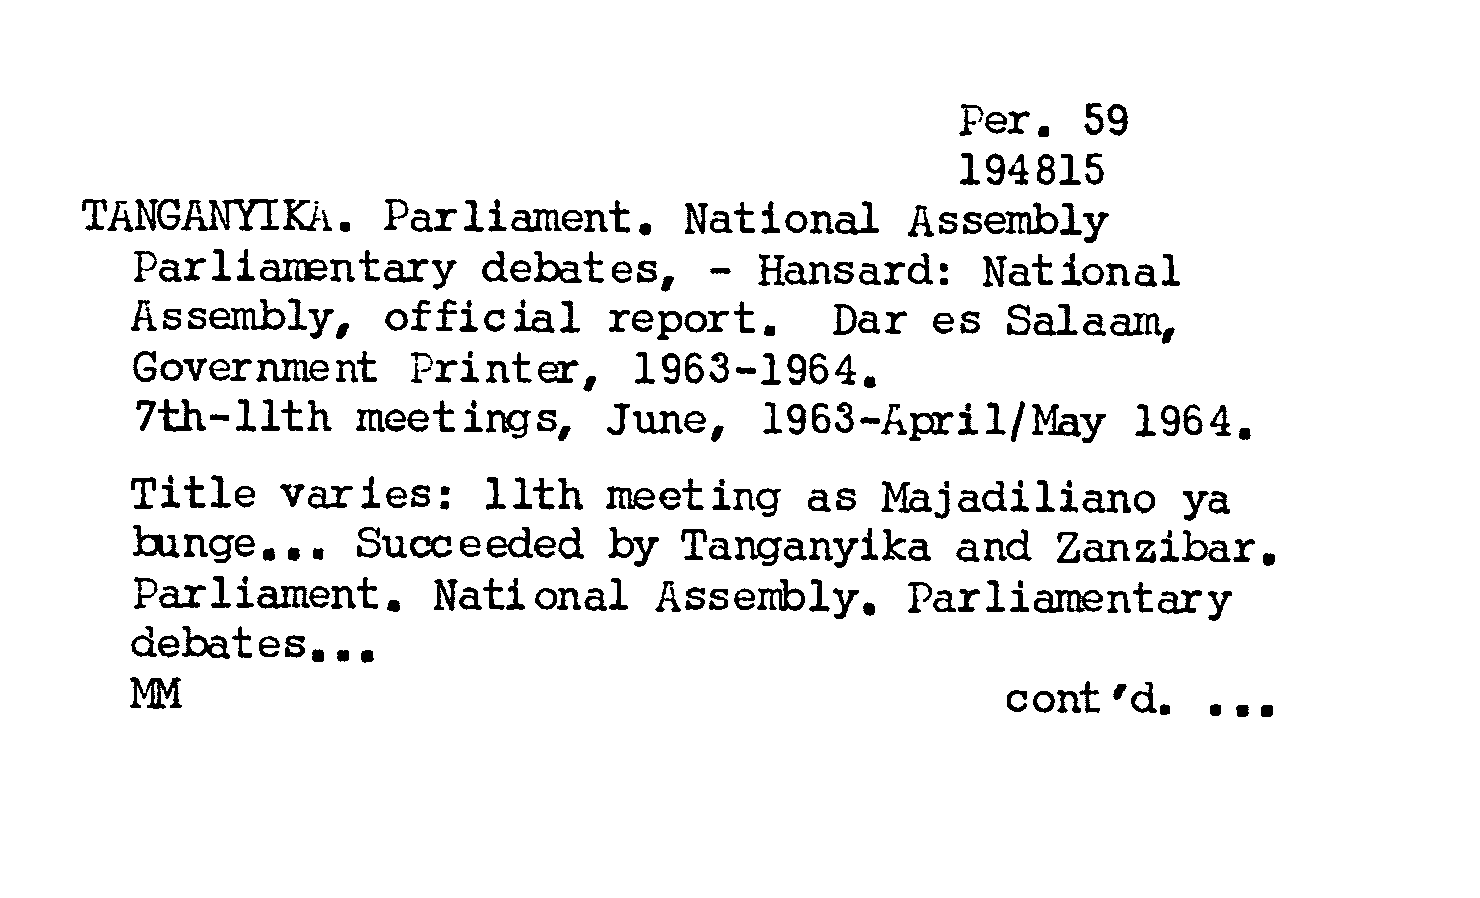 Per. 59
194815
TANGANYIKA. Parliament. National Assembly
Parliamentary debates, - Hansard: National
Assembly, official report. Dar es Salaam,
Government Printer, 1963-1964.
7th-11th meetings, June, 1963-April/May 1964.
Title varies: 11th meeting as Majadiliano ya
bunge... Succeeded by Tanganyika and Zanzibar.
Parliament. National Assembly. Parliamentary
debates...
MM cont'd. ...